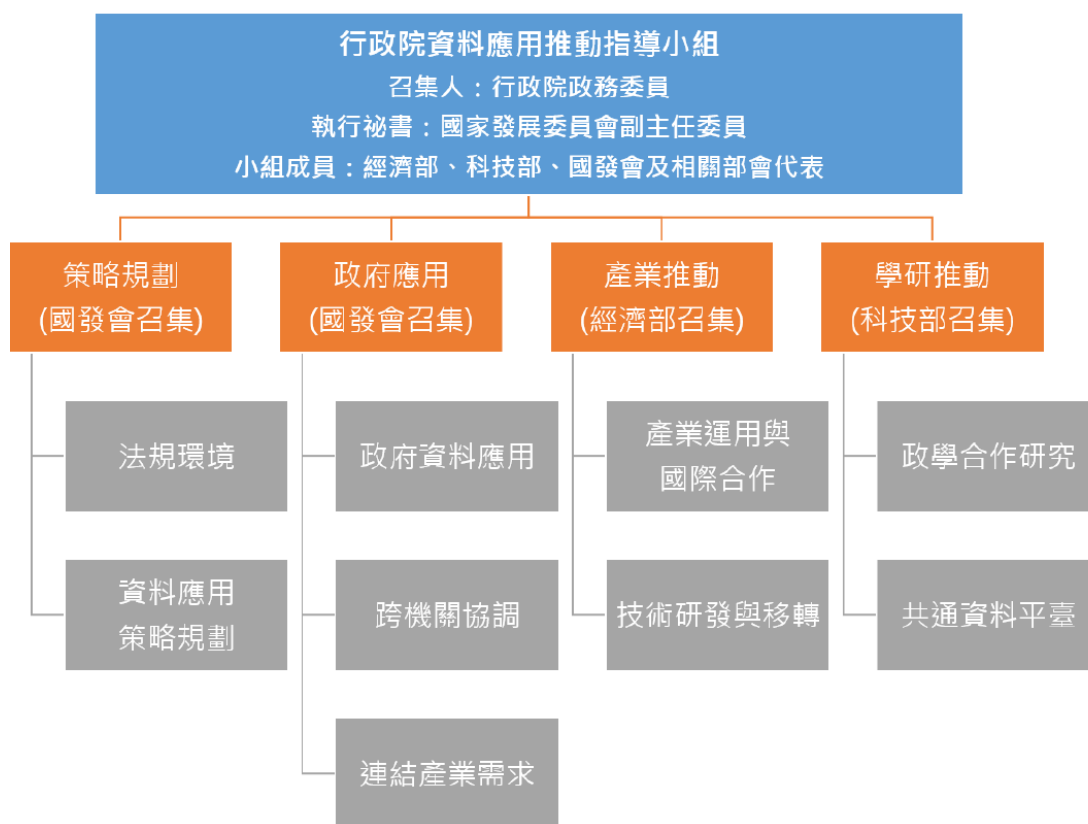 行政院資料應用推動指導小組
召集人：行政院政務委員
執行祕書：國家發展委員會副主任委員
小組成員：經濟部、科技部、國發會及相關部會代表
策略規劃
(國發會召集)
法規環境
資料應用
策略規劃
政府應用
(國發會召集)
政府資料應用
跨機關協調
連結產業需求
產業推動
(經濟部召集)
產業運用與
國際合作
技術研發與移轉
學研推動
(科技部召集)
政學合作研究
共通資料平臺